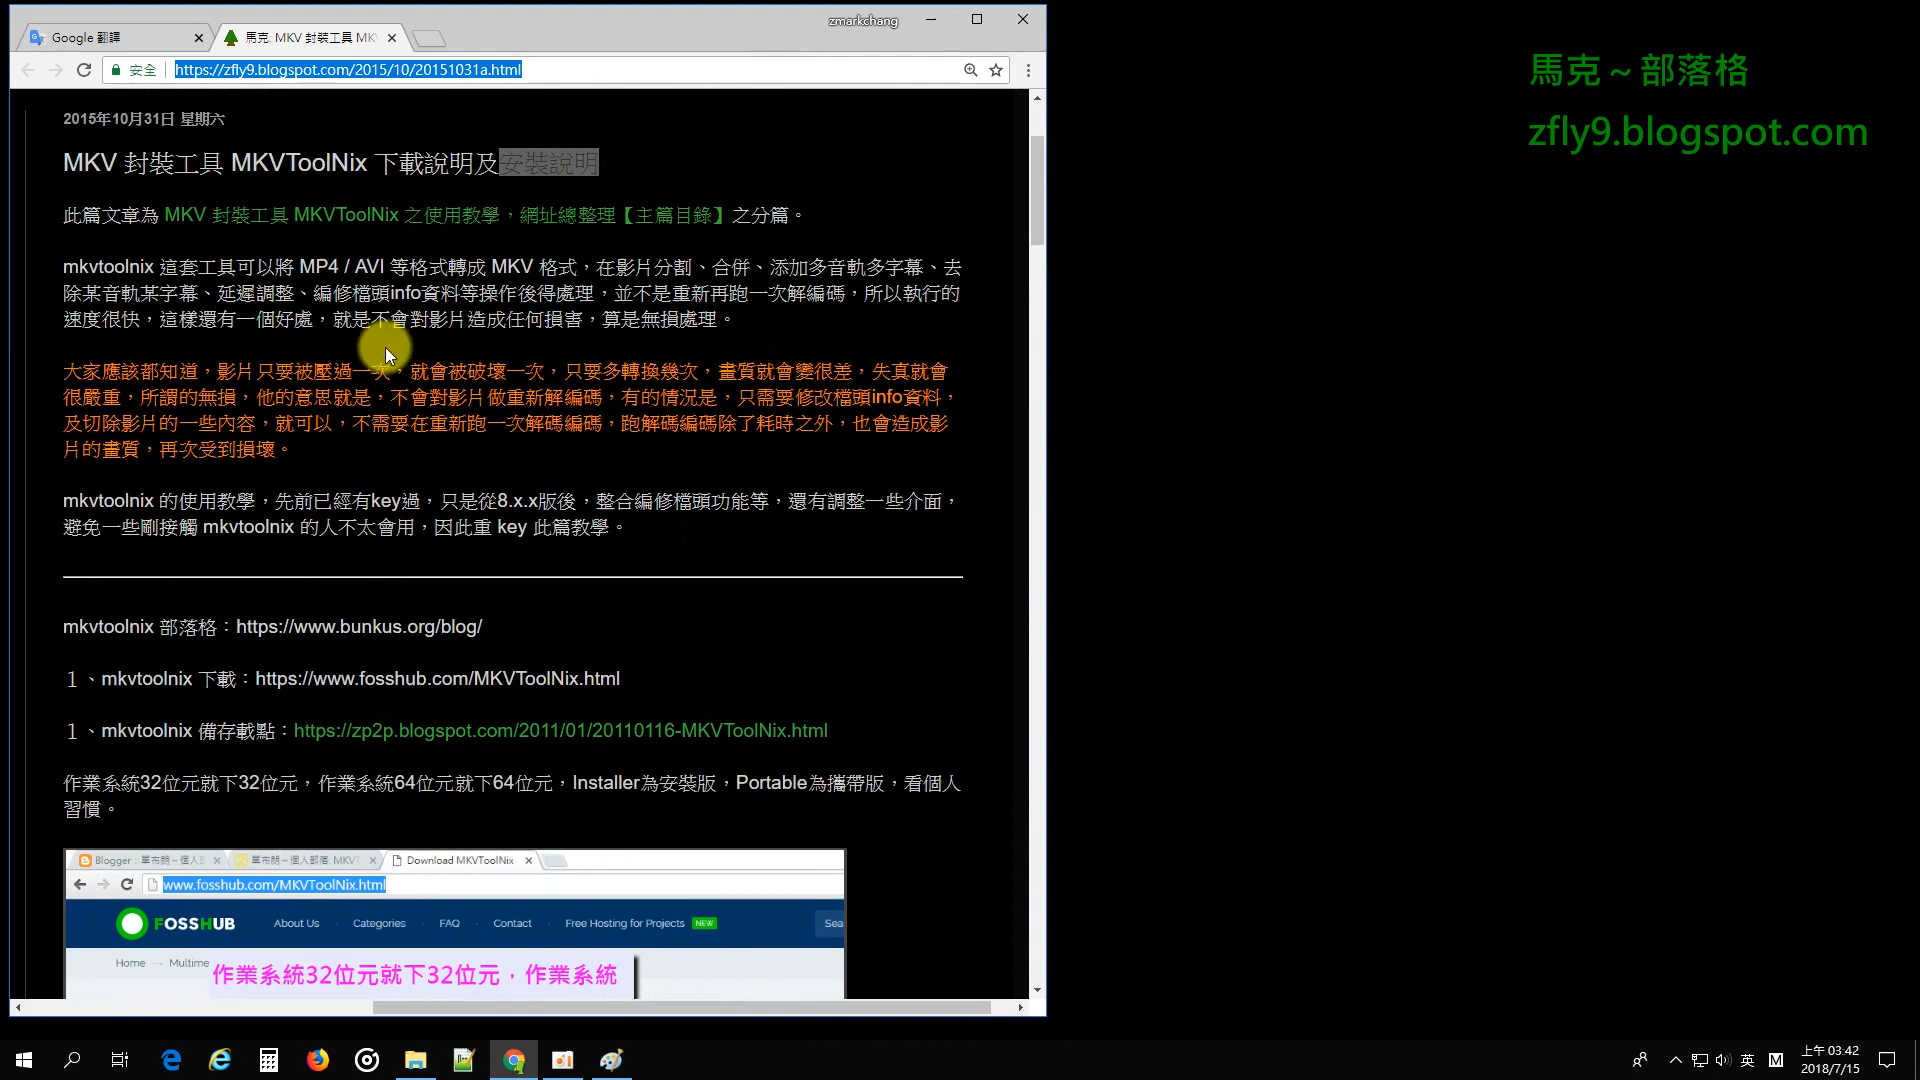 zmarkchang
Google 翻譯
馬克: MKV 封裝工具 MK
安全
https://zfly9.blogspot.com/2015/10/20151031a.html
馬克～部落格
zfly9.blogspot.com
2015年10月31日 星期六
MKV 封裝工具 MKVToolNix 下載說明及安裝說明
此篇文章為 MKV 封裝工具 MKVToolNix 之使用教學，網址總整理【主篇目錄】之分篇。
mkvtoolnix 這套工具可以將 MP4 / AVI 等格式轉成 MKV 格式，在影片分割、合併、添加多音軌多字幕、去
除某音軌某字幕、延遲調整、編修檔頭info資料等操作後得處理，並不是重新再跑一次解編碼，所以執行的
速度很快，這樣還有一個好處，就是不會對影片造成任何損害，算是無損處理。
大家應該都知道，影片只要被壓過一次，就會被破壞一次，只要多轉換幾次，畫質就會變很差，失真就會
很嚴重，所謂的無損，他的意思就是，不會對影片做重新解編碼，有的情況是，只需要修改檔頭info資料，
及切除影片的一些內容，就可以，不需要在重新跑一次解碼編碼，跑解碼編碼除了耗時之外，也會造成影
片的畫質，再次受到損壞。
mkvtoolnix 的使用教學，先前已經有key過，只是從8.x.x版後，整合編修檔頭功能等，還有調整一些介面，
避免一些剛接觸 mkvtoolnix 的人不太會用，因此重 key 此篇教學。
mkvtoolnix 部落格：https://www.bunkus.org/blog/
１、mkvtoolnix 下載：https://www.fosshub.com/MKVToolNix.html
１、mkvtoolnix 備存載點：https://zp2p.blogspot.com/2011/01/20110116-MKVToolNix.html
作業系統32位元就下32位元，作業系統64位元就下64位元，Installer為安裝版，Portable為攜帶版，看個人
習慣。
Blogger：單布朗～個人
單布朗～個人部落: MKVT
Download MKVToolNix
www.fosshub.com/MKVToolNix.html
FOSSHUB
About Us
Categories
FAQ
Contact
Free Hosting for Projects NEW
Sea
Home → Multime
作業系統32位元就下32位元，作業系統
英
M
上午 03:42
2018/7/15